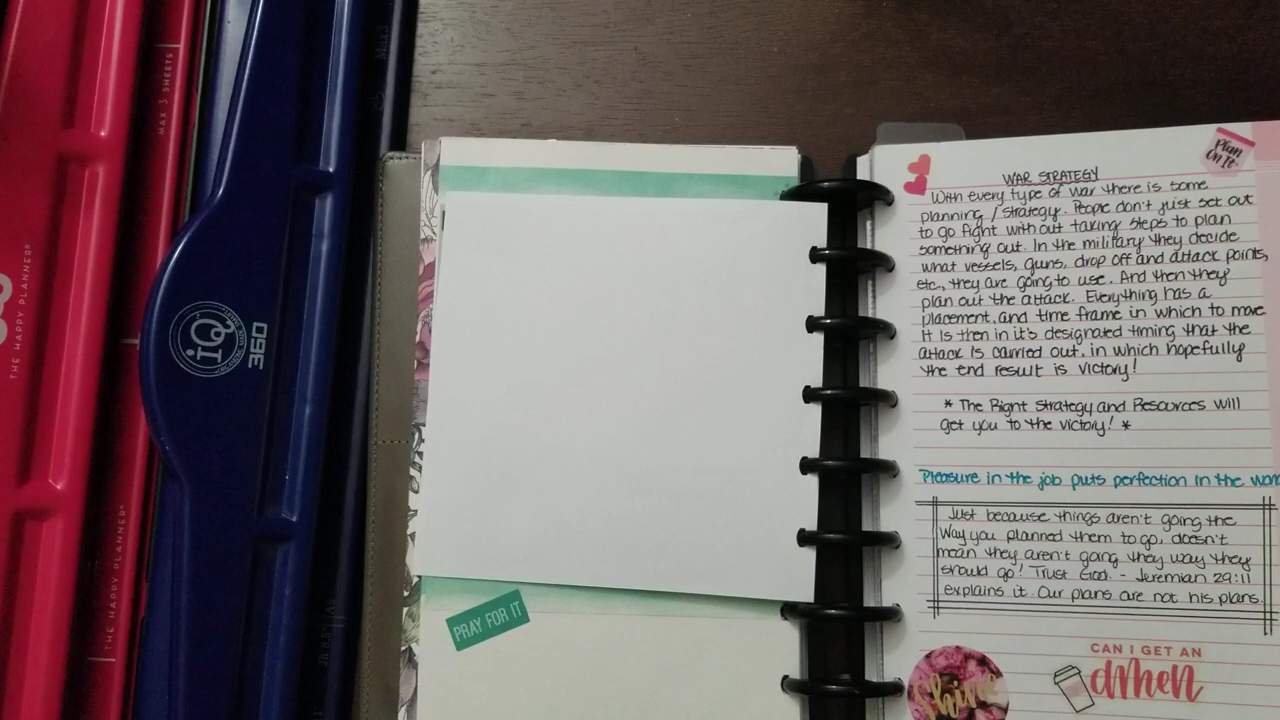 THE HAPPY PLANNER®
MAX 3 SHEETS
THE HAPPY PLANNER®
iQ
360
PRAY FOR IT
Plan
On It
WAR STRATEGY
With every type of war there is some
planning / strategy. People don't just set out
to go fight with out taking steps to plan
something out. In the military they decide
what vessels, guns, drop off and attack points,
etc, they are going to use. And then they
plan out the attack. Everything has a
placement, and time frame in which to move
It is then in it's designated timing that the
attack is carried out, in which hopefully
the end result is victory!
* The Right Strategy and Resources will
get you to the victory! *
Pleasure in the job puts perfection in the work
Just because things aren't going the
Way you planned them to go, doesn't
mean they aren't going they way they
should go! Trust God. - Jeremiah 29:11
explains it. Our plans are not his plans.
Shine
CAN I GET AN
amen